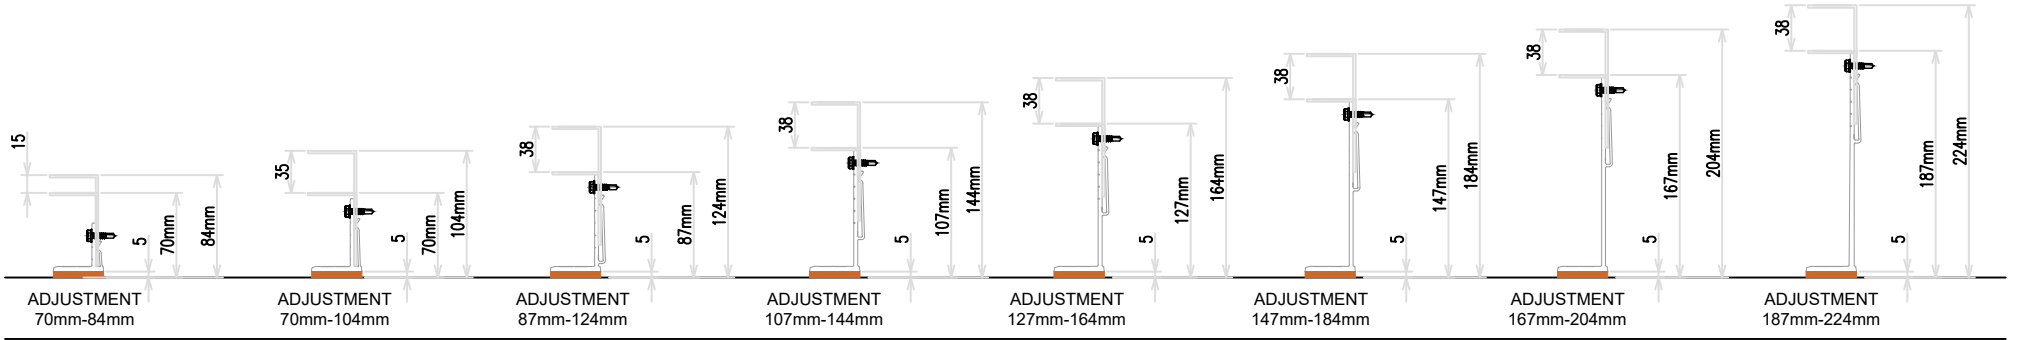 15
5
70mm
84mm
ADJUSTMENT
70mm-84mm
35
5
70mm
104mm
ADJUSTMENT
70mm-104mm
38
5
87mm
124mm
ADJUSTMENT
87mm-124mm
38
5
107mm
144mm
ADJUSTMENT
107mm-144mm
38
5
127mm
164mm
ADJUSTMENT
127mm-164mm
38
5
147mm
184mm
ADJUSTMENT
147mm-184mm
38
5
167mm
204mm
ADJUSTMENT
167mm-204mm
38
5
187mm
224mm
ADJUSTMENT
187mm-224mm